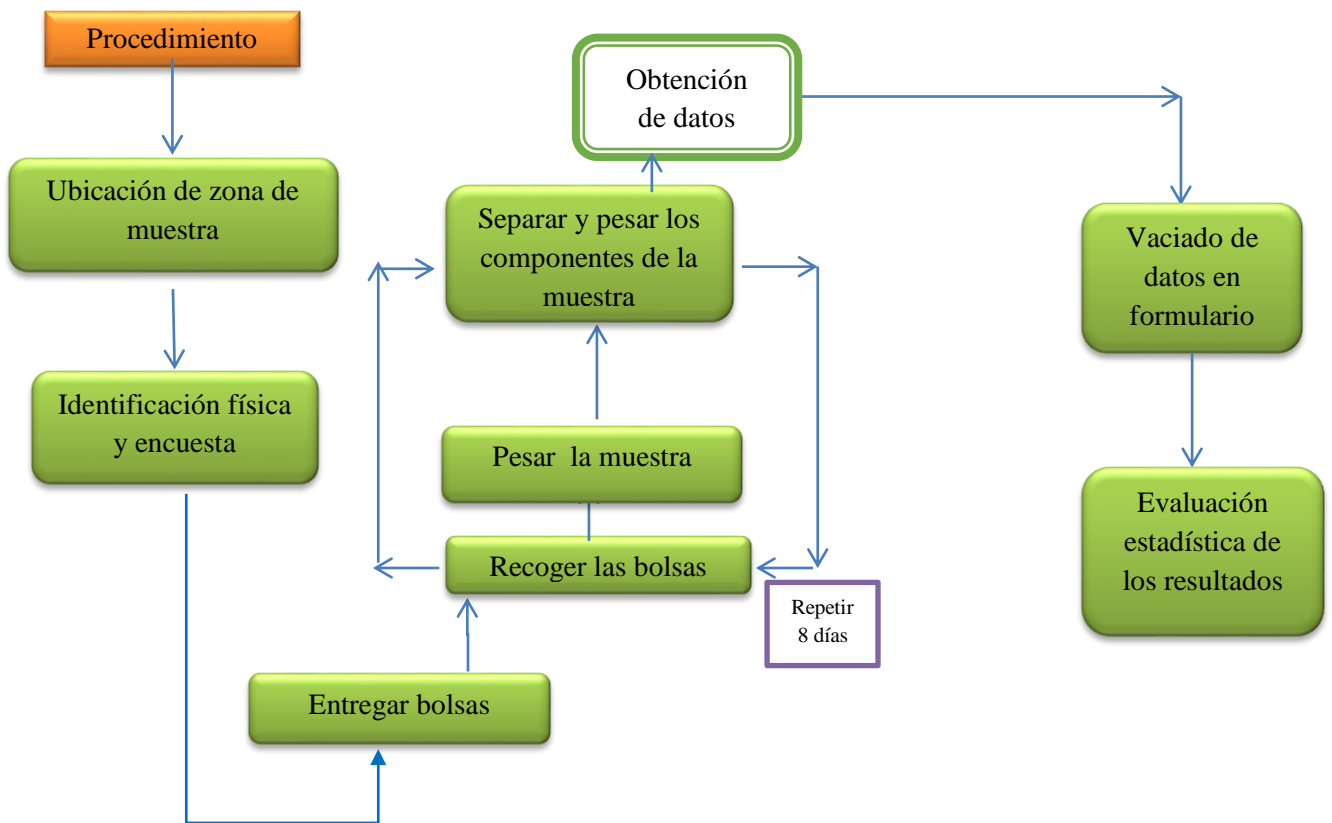 Procedimiento
Ubicación de zona de
muestra
Identificación física
y encuesta
Entregar bolsas
Recoger las bolsas
Pesar la muestra
Separar y pesar los
componentes de la
muestra
Repetir
8 días
Obtención
de datos
Vaciado de
datos en
formulario
Evaluación
estadística de
los resultados